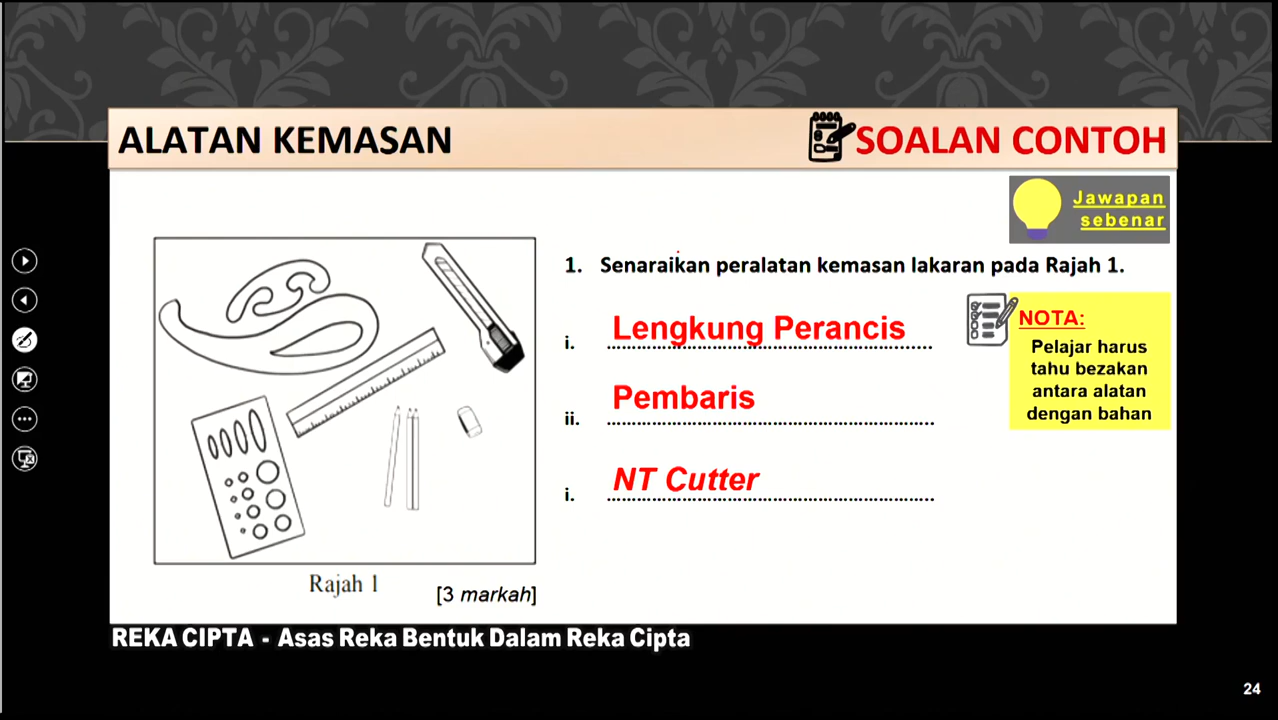 ALATAN KEMASAN
SOALAN CONTOH
Jawapan
sebenar
1. Senaraikan peralatan kemasan lakaran pada Rajah 1.
i. Lengkung Perancis
ii. Pembaris
i. NT Cutter
NOTA:
Pelajar harus
tahu bezakan
antara alatan
dengan bahan
Rajah 1
[3 markah]
REKA CIPTA - Asas Reka Bentuk Dalam Reka Cipta
24